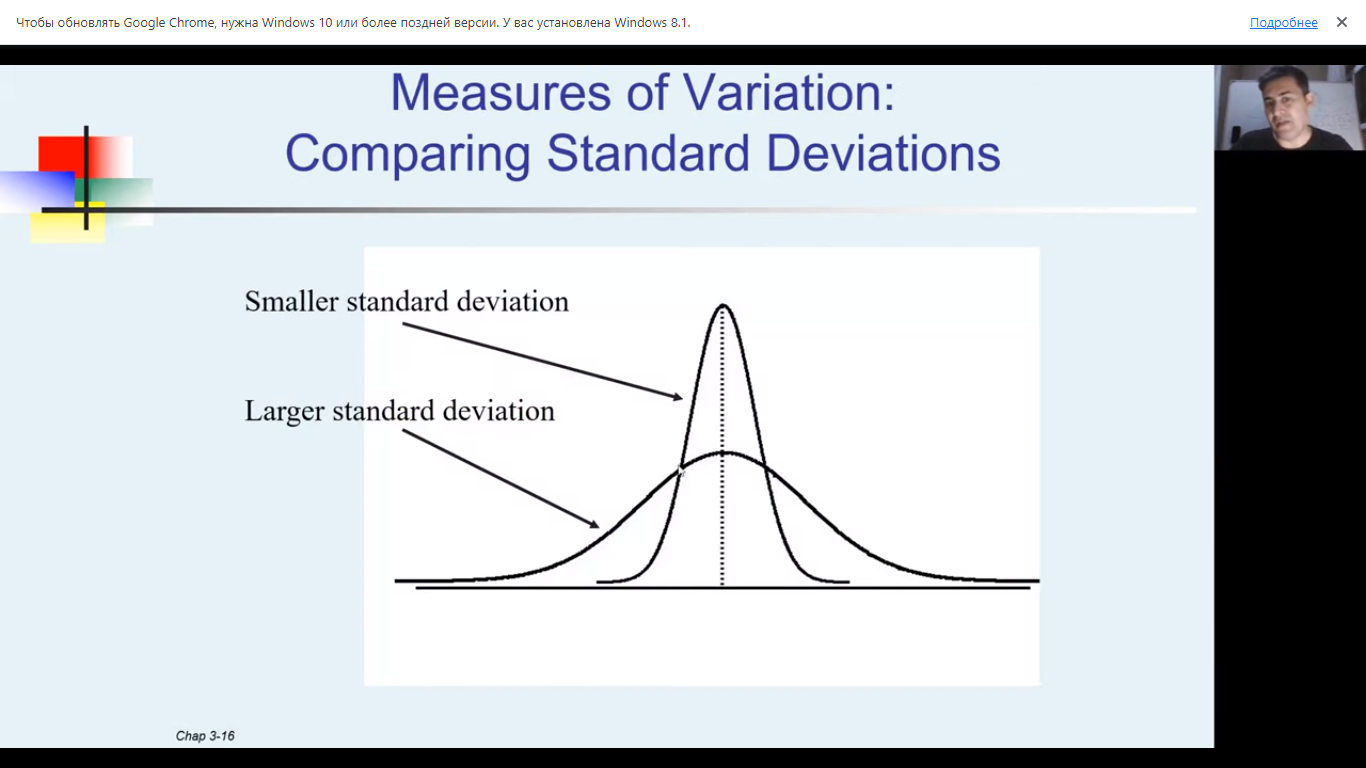 Чтобы обновлять Google Chrome, нужна Windows 10 или более поздней версии. У вас установлена Windows 8.1.
Подробнее
Measures of Variation:
Comparing Standard Deviations
Smaller standard deviation
Larger standard deviation
Chap 3-16